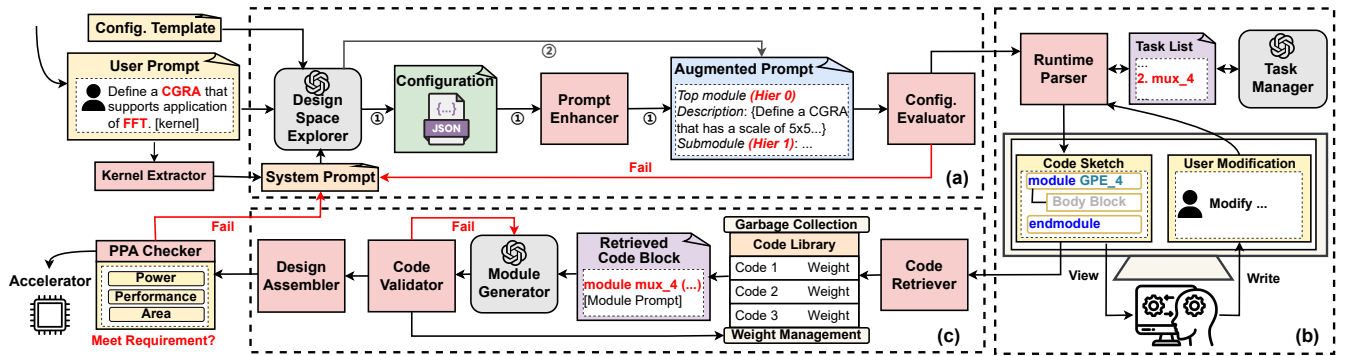 Config. Template
User Prompt
Define a CGRA that
supports application
of FFT. [kernel]
Kernel Extractor
System Prompt
Design
Space
Explorer
①
②
Configuration
{...}
JSON
①
Prompt
Enhancer
①
Augmented Prompt
Top module (Hier 0)
Description: {Define a CGRA
that has a scale of 5x5...}
Submodule (Hier 1): ...
Config.
Evaluator
Fail
(a)
Runtime
Parser
Task List
...
2. mux_4
...
Task
Manager
Code Sketch
module GPE_4
Body Block
endmodule
User Modification
Modify ...
View
Write
(b)
Code
Retriever
Garbage Collection
Code Library
Code 1 Weight
Code 2 Weight
Code 3 Weight
Weight Management
Retrieved
Code Block
module mux_4 (...)
[Module Prompt]
Module
Generator
Fail
Code
Validator
Design
Assembler
(c)
Fail
PPA Checker
Power
Performance
Area
Meet Requirement?
Accelerator